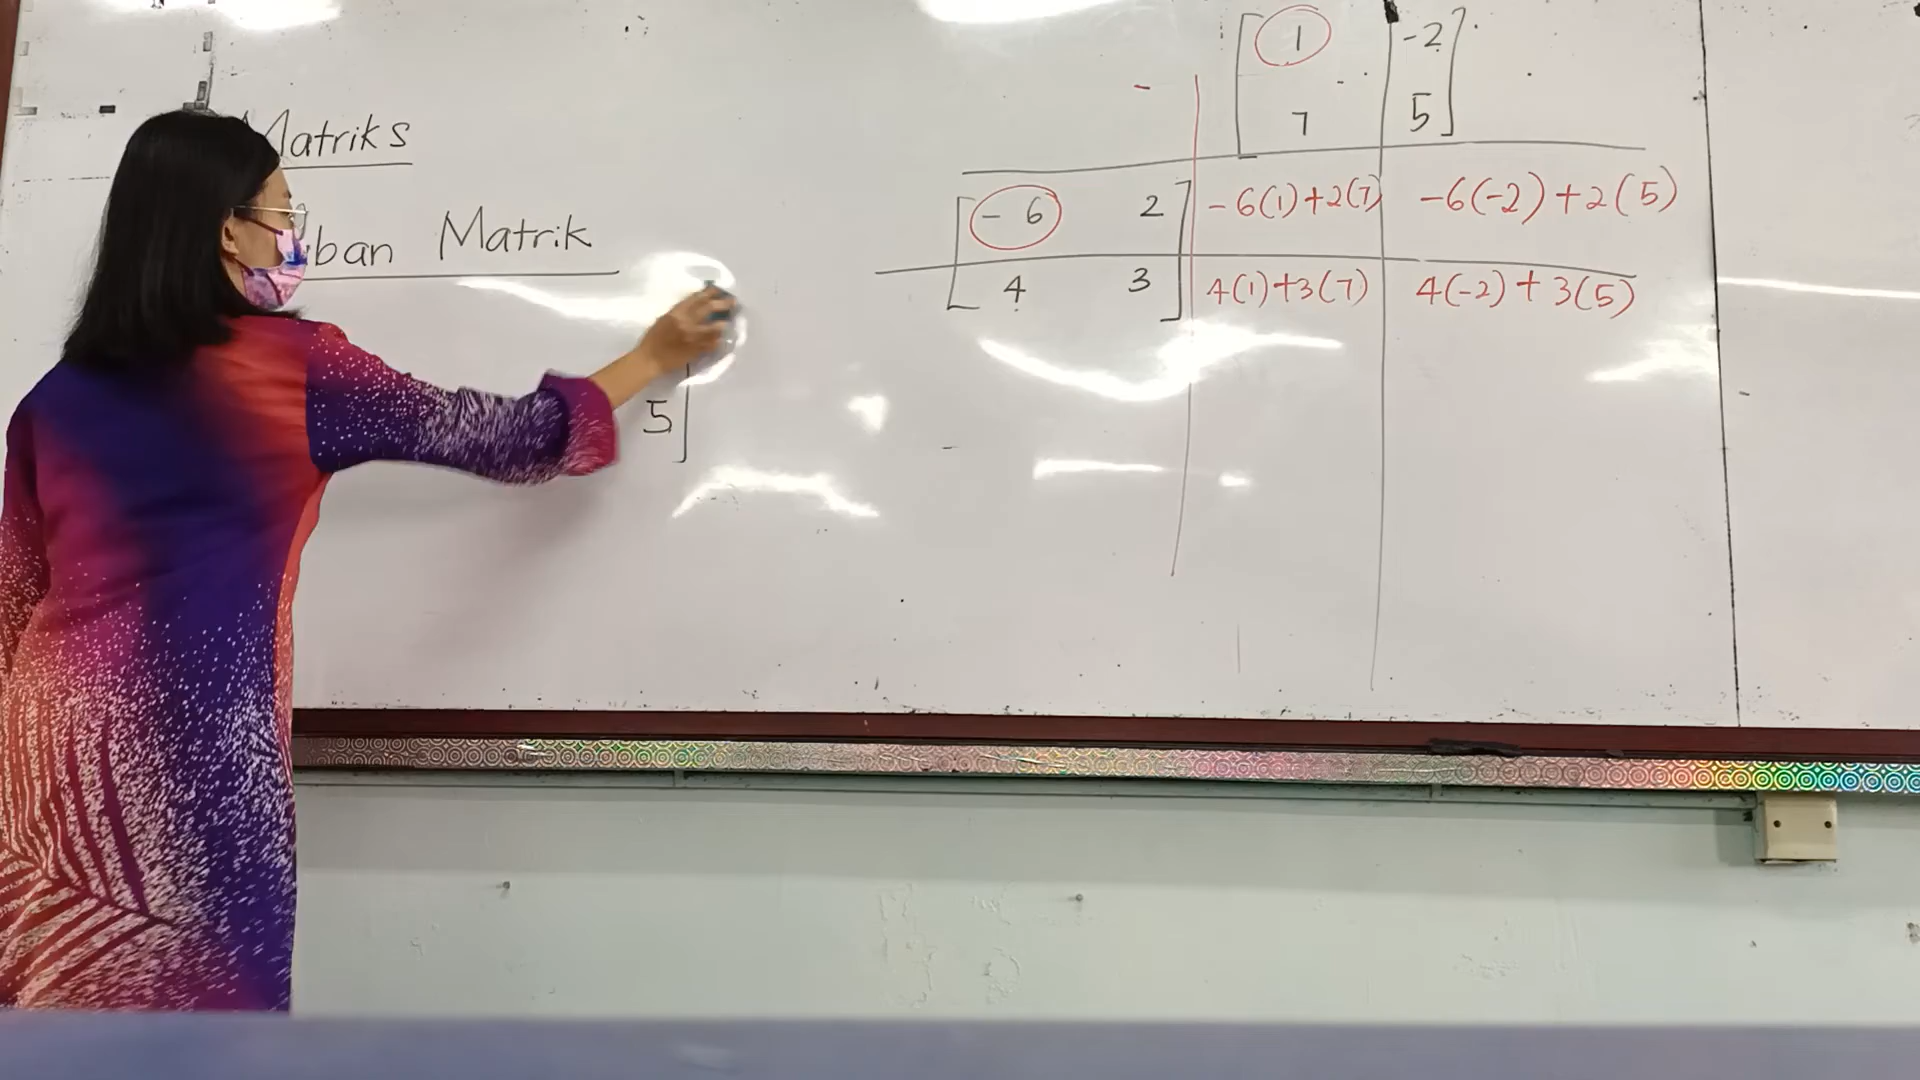 Matriks
Matrik
5
1 -2
7 5
-6 2 -6(1)+2(7) -6(-2)+2(5)
4 3 4(1)+3(7) 4(-2)+3(5)